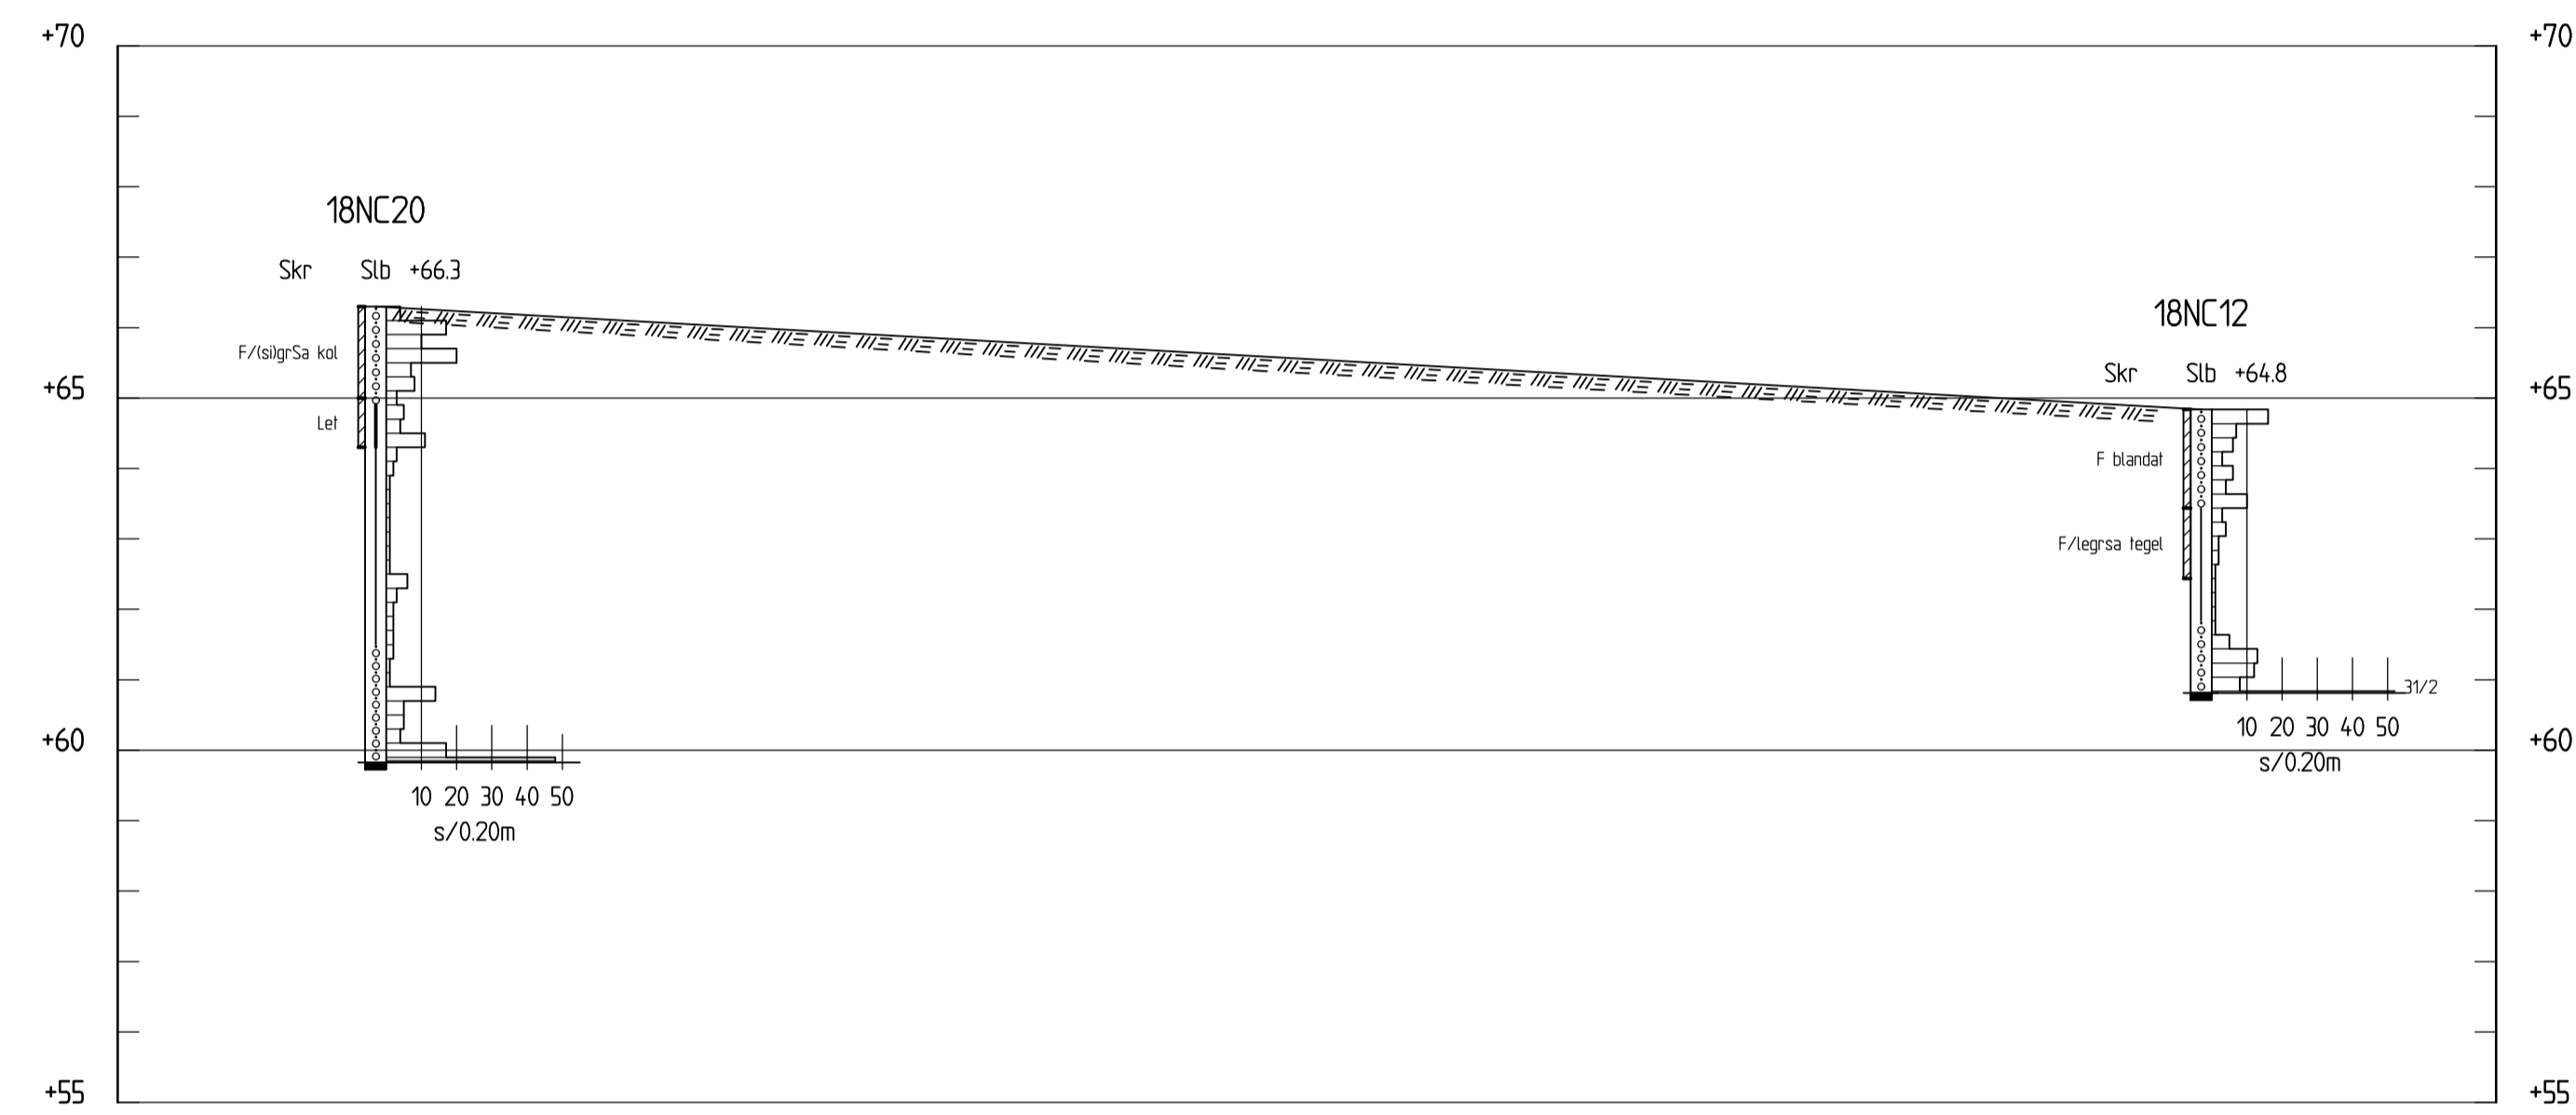 +70 +70
18NC20
Skr Slb +66.3
18NC12
F/(si)grSa kol
Skr Slb +64.8
+65 +65
Let
F blandat
F/legrsa tegel
31/2
10 20 30 40 50
+60 +60
s/0.20m
10 20 30 40 50
s/0.20m
+55 +55